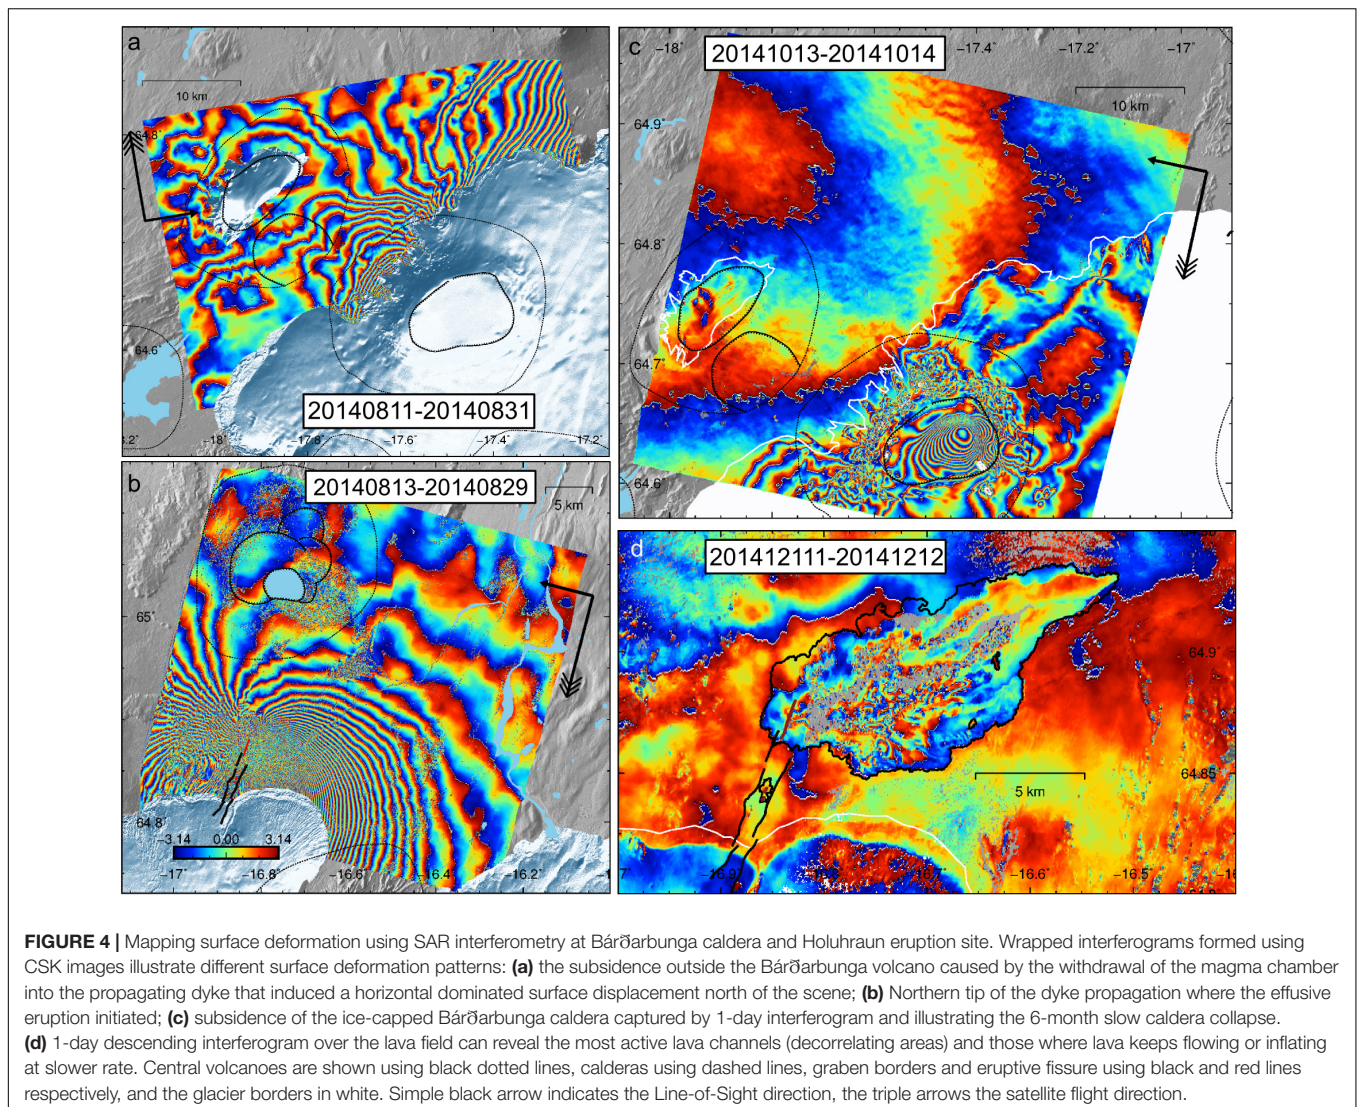 a
10 km
64.8°
64.6°
20140811-20140831
3.2°
−18°
−17.8°
−17.6°
−17.4°
−17.2°
b
20140813-20140829
5 km
65°
64.8°
−3.14 0.00 3.14
−17°
−16.8°
−16.6°
−16.4°
−16.2°
c
−18°
20141013-20141014
−17.4°
−17.2°
−17°
10 km
64.9°
64.8°
64.7°
64.6°
d
201412111-20141212
64.9°
64.85°
5 km
−16.9°
−16.7°
−16.6°
−16.5°
FIGURE 4 | Mapping surface deformation using SAR interferometry at Bárðarbunga caldera and Holuhraun eruption site. Wrapped interferograms formed using
CSK images illustrate different surface deformation patterns: (a) the subsidence outside the Bárðarbunga volcano caused by the withdrawal of the magma chamber
into the propagating dyke that induced a horizontal dominated surface displacement north of the scene; (b) Northern tip of the dyke propagation where the effusive
eruption initiated; (c) subsidence of the ice-capped Bárðarbunga caldera captured by 1-day interferogram and illustrating the 6-month slow caldera collapse.
(d) 1-day descending interferogram over the lava field can reveal the most active lava channels (decorrelating areas) and those where lava keeps flowing or inflating
at slower rate. Central volcanoes are shown using black dotted lines, calderas using dashed lines, graben borders and eruptive fissure using black and red lines
respectively, and the glacier borders in white. Simple black arrow indicates the Line-of-Sight direction, the triple arrows the satellite flight direction.